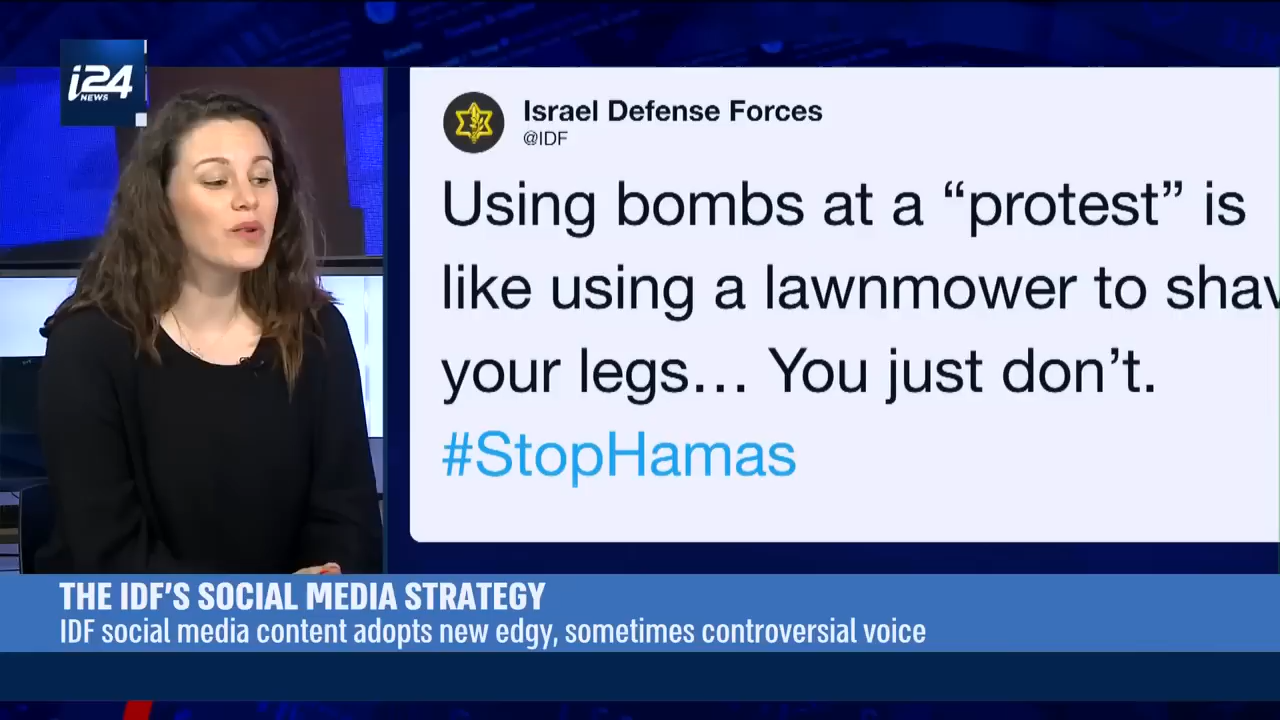 i24
NEWS
Israel Defense Forces
@IDF
Using bombs at a “protest” is
like using a lawnmower to shav
your legs… You just don’t.
#StopHamas
THE IDF’S SOCIAL MEDIA STRATEGY
IDF social media content adopts new edgy, sometimes controversial voice